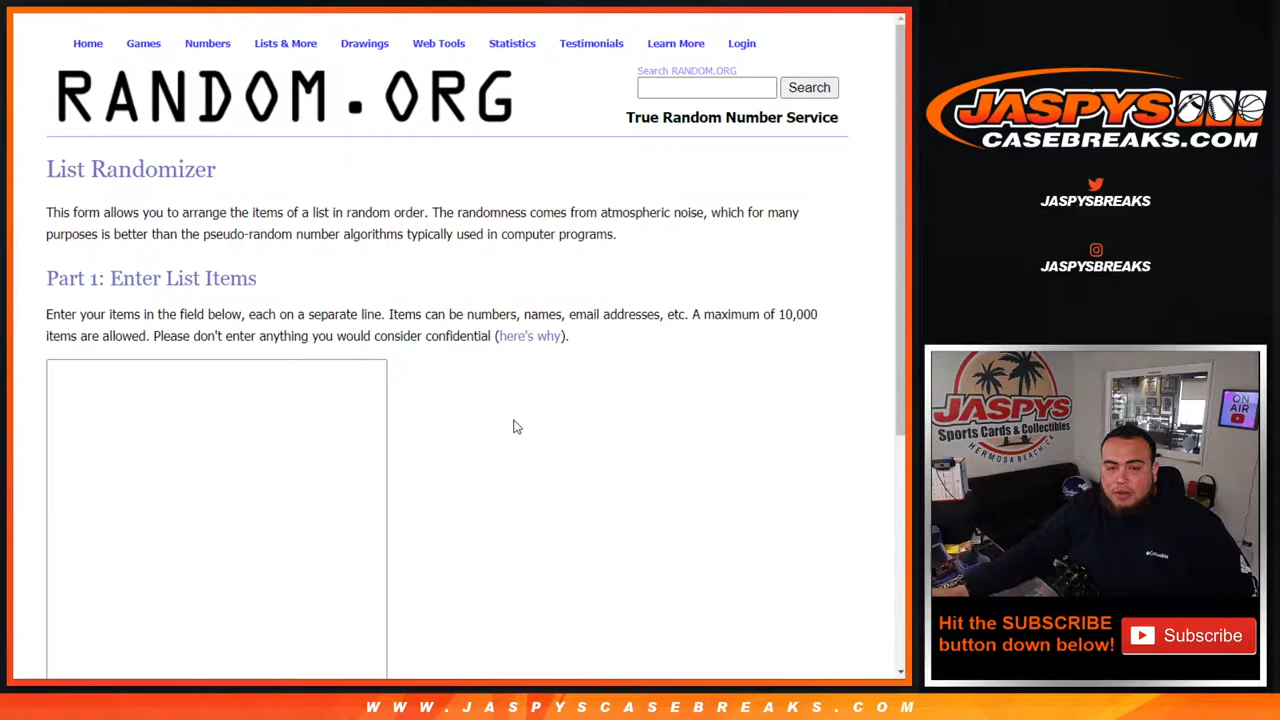 Home Games Numbers Lists & More Drawings Web Tools Statistics Testimonials Learn More Login
RANDOM.ORG
Search RANDOM.ORG
Search
True Random Number Service
List Randomizer
This form allows you to arrange the items of a list in random order. The randomness comes from atmospheric noise, which for many
purposes is better than the pseudo-random number algorithms typically used in computer programs.
Part 1: Enter List Items
Enter your items in the field below, each on a separate line. Items can be numbers, names, email addresses, etc. A maximum of 10,000
items are allowed. Please don't enter anything you would consider confidential (here's why).
JASPYS
CASEBREAKS.COM
JASPYSBREAKS
JASPYSBREAKS
JASPYS
Sports Cards & Collectibles
HERMOSA BEACH, CA
ON
AIR
Columbia
Hit the SUBSCRIBE
button down below!
Subscribe
WWW.JASPYSCASEBREAKS.COM